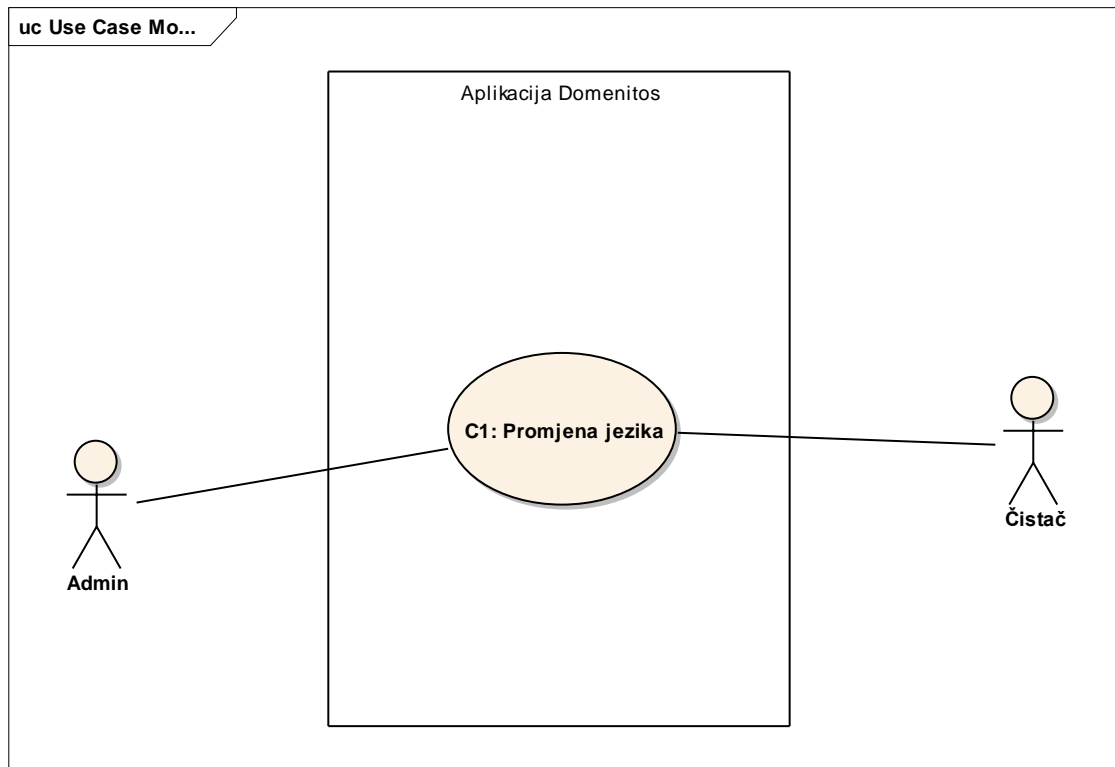 uc Use Case Mo...
Aplikacija Domenitos
C1: Promjena jezika
Čistač
Admin